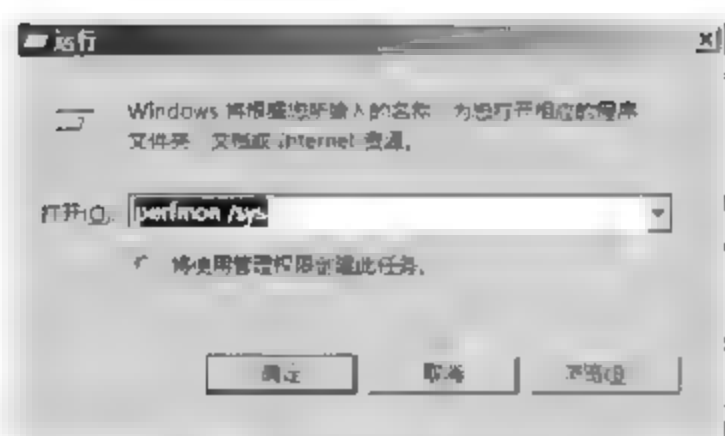 运行
Windows 将根据您所输入的名称 为您打开相应的程序
文件夹 文档或 Internet 资源。
打开(O): perfmon /sys
将使用管理权限创建此任务。
确定 取消 浏览(B)